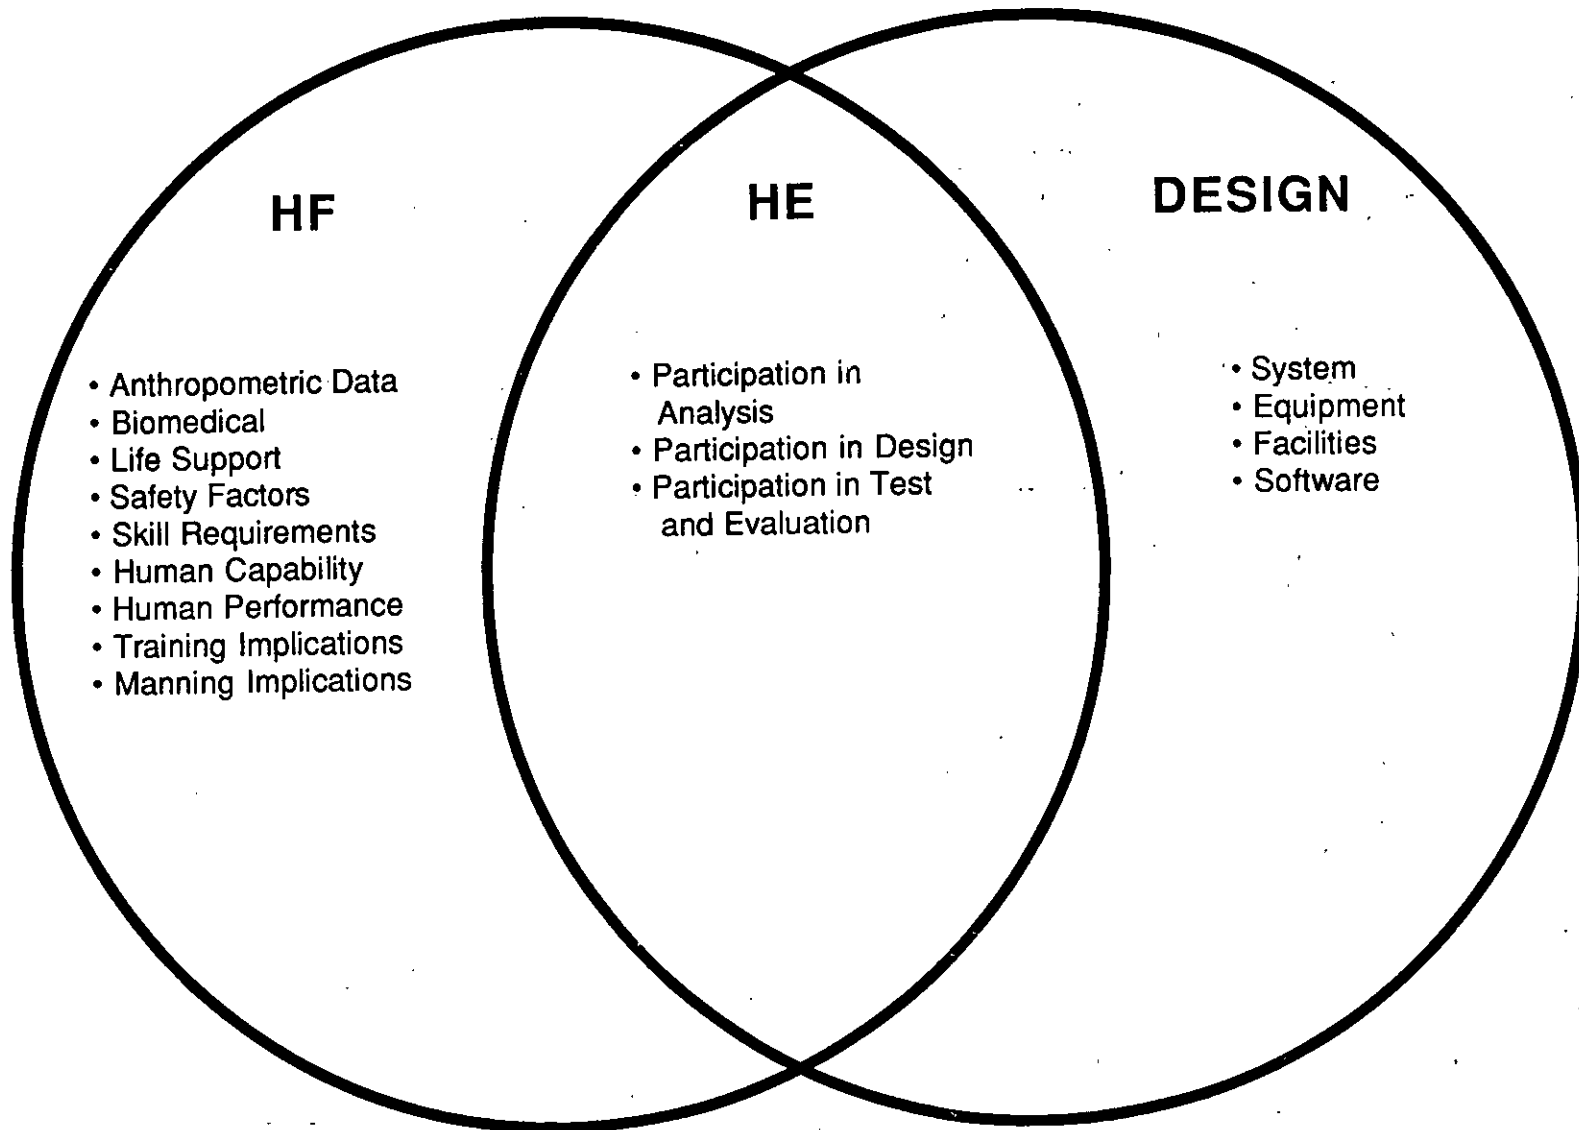 HF
• Anthropometric Data
• Biomedical
• Life Support
• Safety Factors
• Skill Requirements
• Human Capability
• Human Performance
• Training Implications
• Manning Implications
HE
• Participation in
Analysis
• Participation in Design
• Participation in Test
and Evaluation
DESIGN
• System
• Equipment
• Facilities
• Software